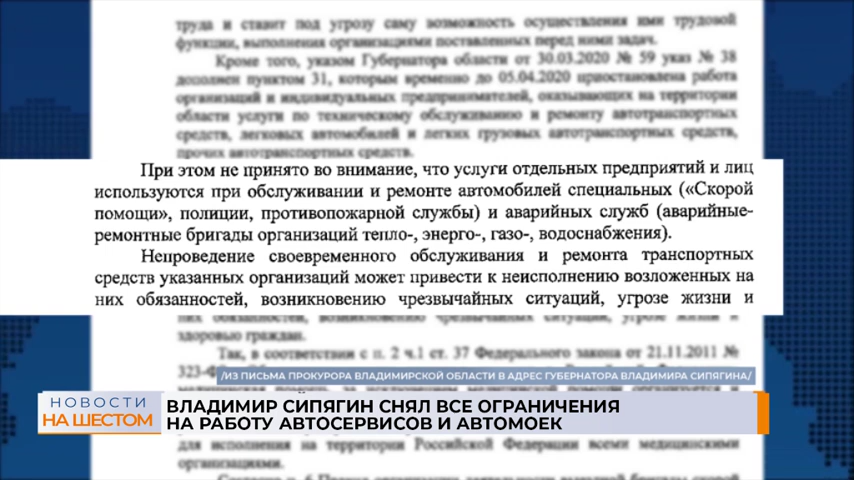 труда и ставит под угрозу саму возможность осуществления ими трудовой
функции, выполнения организациями поставленных перед ними задач.
Кроме того, указом Губернатора области от 30.03.2020 № 59 указ № 38
дополнен пунктом 31, которым временно до 05.04.2020 приостановлена работа
организаций и индивидуальных предпринимателей, оказывающих на территории
области услуги по техническому обслуживанию и ремонту автотранспортных
средств, легковых автомобилей и легких грузовых автотранспортных средств,
прочих автотранспортных средств.
При этом не принято во внимание, что услуги отдельных предприятий и лиц
используются при обслуживании и ремонте автомобилей специальных («Скорой
помощи», полиции, противопожарной службы) и аварийных служб (аварийные-
ремонтные бригады организаций тепло-, энерго-, газо-, водоснабжения).
Непроведение своевременного обслуживания и ремонта транспортных
средств указанных организаций может привести к неисполнению возложенных на
них обязанностей, возникновению чрезвычайных ситуаций, угрозе жизни и
них обязанностей, возникновению чрезвычайных ситуаций, угрозе жизни и
здоровью граждан.
Так, в соответствии с п. 2 ч.1 ст. 37 Федерального закона от 21.11.2011 №
323-
/ИЗ ПИСЬМА ПРОКУРОРА ВЛАДИМИРСКОЙ ОБЛАСТИ В АДРЕС ГУБЕРНАТОРА ВЛАДИМИРА СИПЯГИНА/
НОВОСТИ
НА ШЕСТОМ
ВЛАДИМИР СИПЯГИН СНЯЛ ВСЕ ОГРАНИЧЕНИЯ
НА РАБОТУ АВТОСЕРВИСОВ И АВТОМОЕК
для исполнения на территории Российской Федерации всеми медицинскими
организациями.